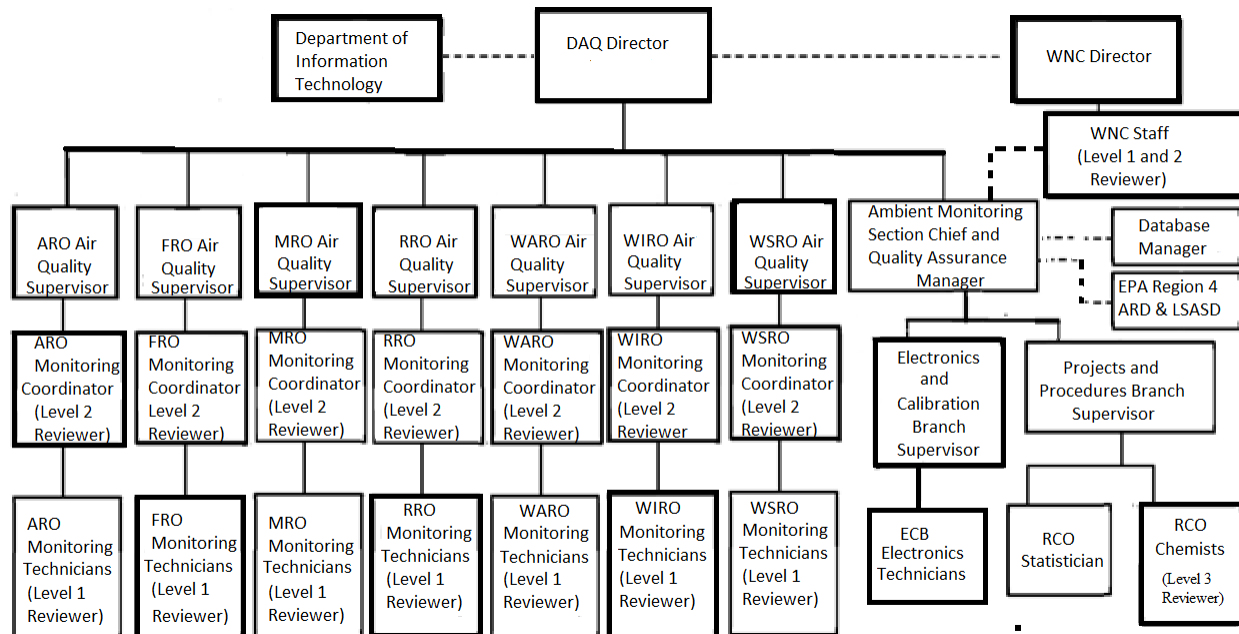 Department of
Information
Technology
DAQ Director
WNC Director
WNC Staff
(Level 1 and 2
Reviewer)
ARO Air
Quality
Supervisor
FRO Air
Quality
Supervisor
MRO Air
Quality
Supervisor
RRO Air
Quality
Supervisor
WARO Air
Quality
Supervisor
WIRO Air
Quality
Supervisor
WSRO Air
Quality
Supervisor
Ambient Monitoring
Section Chief and
Quality Assurance
Manager
Database
Manager
EPA Region 4
ARD & LSASD
ARO
Monitoring
Coordinator
(Level 2
Reviewer)
FRO
Monitoring
Coordinator
Level 2
Reviewer)
MRO
Monitoring
Coordinator
(Level 2
Reviewer)
RRO
Monitoring
Coordinator
(Level 2
Reviewer)
WARO
Monitoring
Coordinator
(Level 2
Reviewer)
WIRO
Monitoring
Coordinator
(Level 2
Reviewer
WSRO
Monitoring
Coordinator
(Level 2
Reviewer)
Electronics
and
Calibration
Branch
Supervisor
Projects and
Procedures Branch
Supervisor
ARO
Monitoring
Technicians
(Level 1
Reviewer)
FRO
Monitoring
Technicians
(Level 1
Reviewer)
MRO
Monitoring
Technicians
(Level 1
Reviewer)
RRO
Monitoring
Technicians
(Level 1
Reviewer)
WARO
Monitoring
Technicians
(Level 1
Reviewer)
WIRO
Monitoring
Technicians
(Level 1
Reviewer)
WSRO
Monitoring
Technicians
(Level 1
Reviewer)
ECB
Electronics
Technicians
RCO
Statistician
RCO
Chemists
(Level 3
Reviewer)